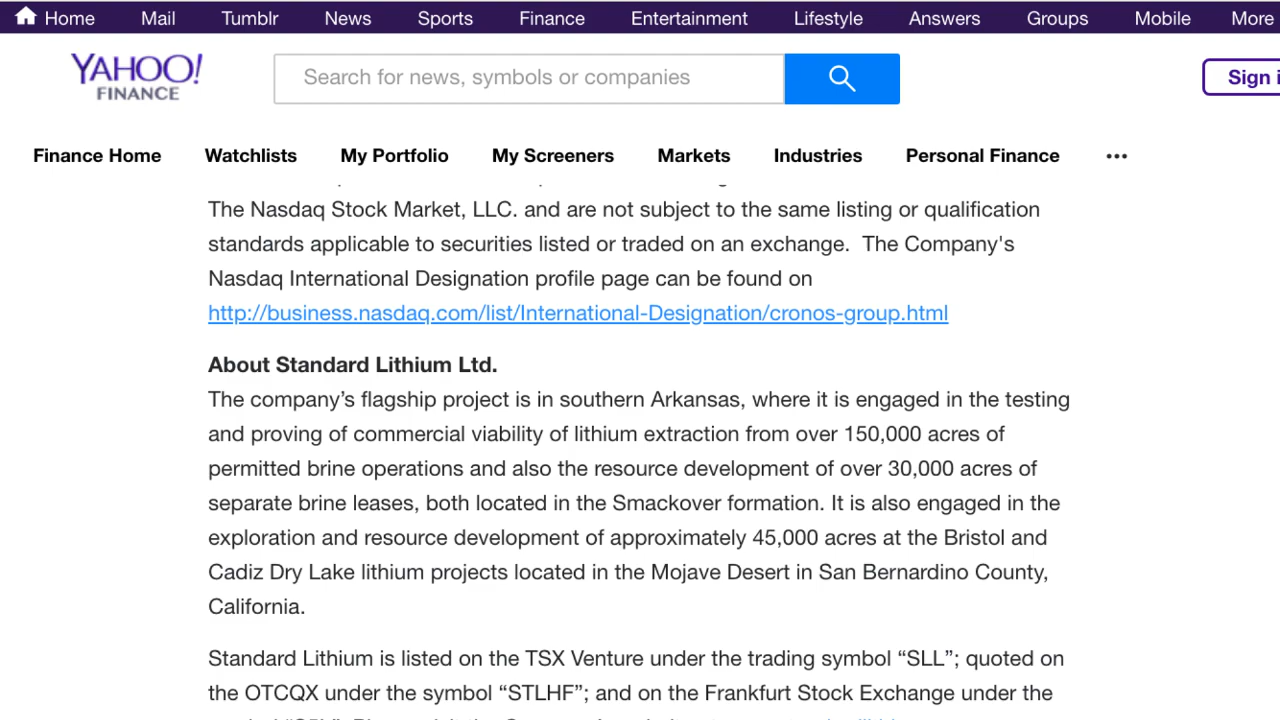 Home Mail Tumblr News Sports Finance Entertainment Lifestyle Answers Groups Mobile More
YAHOO!
FINANCE
Search for news, symbols or companies
Sign
Finance Home Watchlists My Portfolio My Screeners Markets Industries Personal Finance •••
The Nasdaq Stock Market, LLC. and are not subject to the same listing or qualification
standards applicable to securities listed or traded on an exchange.  The Company's
Nasdaq International Designation profile page can be found on
http://business.nasdaq.com/list/International-Designation/cronos-group.html
About Standard Lithium Ltd.
The company’s flagship project is in southern Arkansas, where it is engaged in the testing
and proving of commercial viability of lithium extraction from over 150,000 acres of
permitted brine operations and also the resource development of over 30,000 acres of
separate brine leases, both located in the Smackover formation. It is also engaged in the
exploration and resource development of approximately 45,000 acres at the Bristol and
Cadiz Dry Lake lithium projects located in the Mojave Desert in San Bernardino County,
California.
Standard Lithium is listed on the TSX Venture under the trading symbol “SLL”; quoted on
the OTCQX under the symbol “STLHF”; and on the Frankfurt Stock Exchange under the